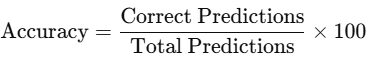 Accuracy = Correct Predictions / Total Predictions × 100